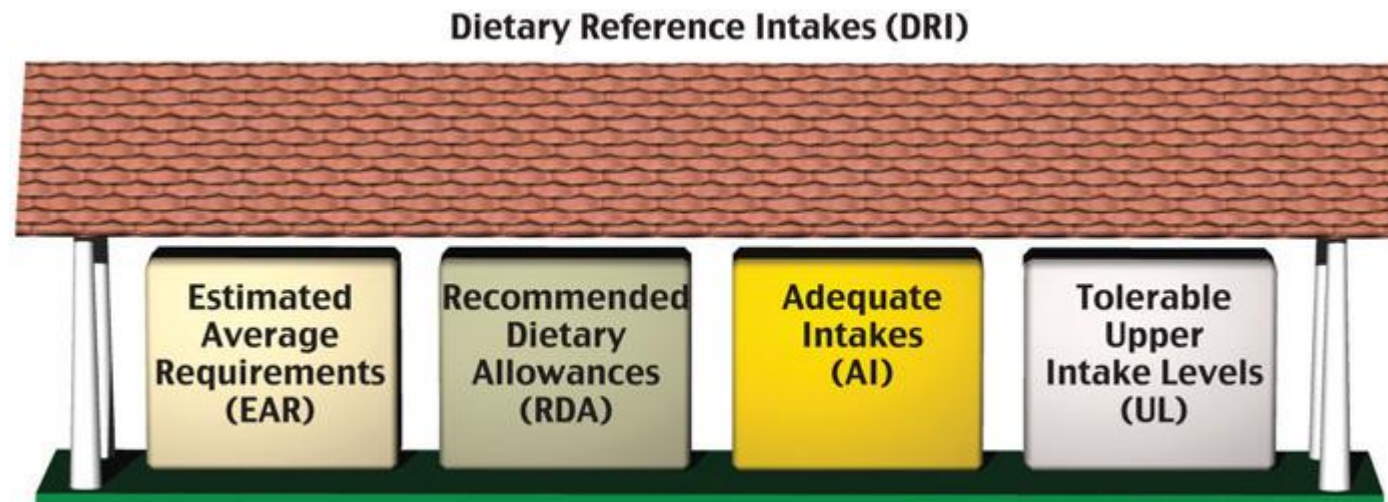 Dietary Reference Intakes (DRI)
Estimated
Average
Requirements
(EAR)
Recommended
Dietary
Allowances
(RDA)
Adequate
Intakes
(AI)
Tolerable
Upper
Intake Levels
(UL)